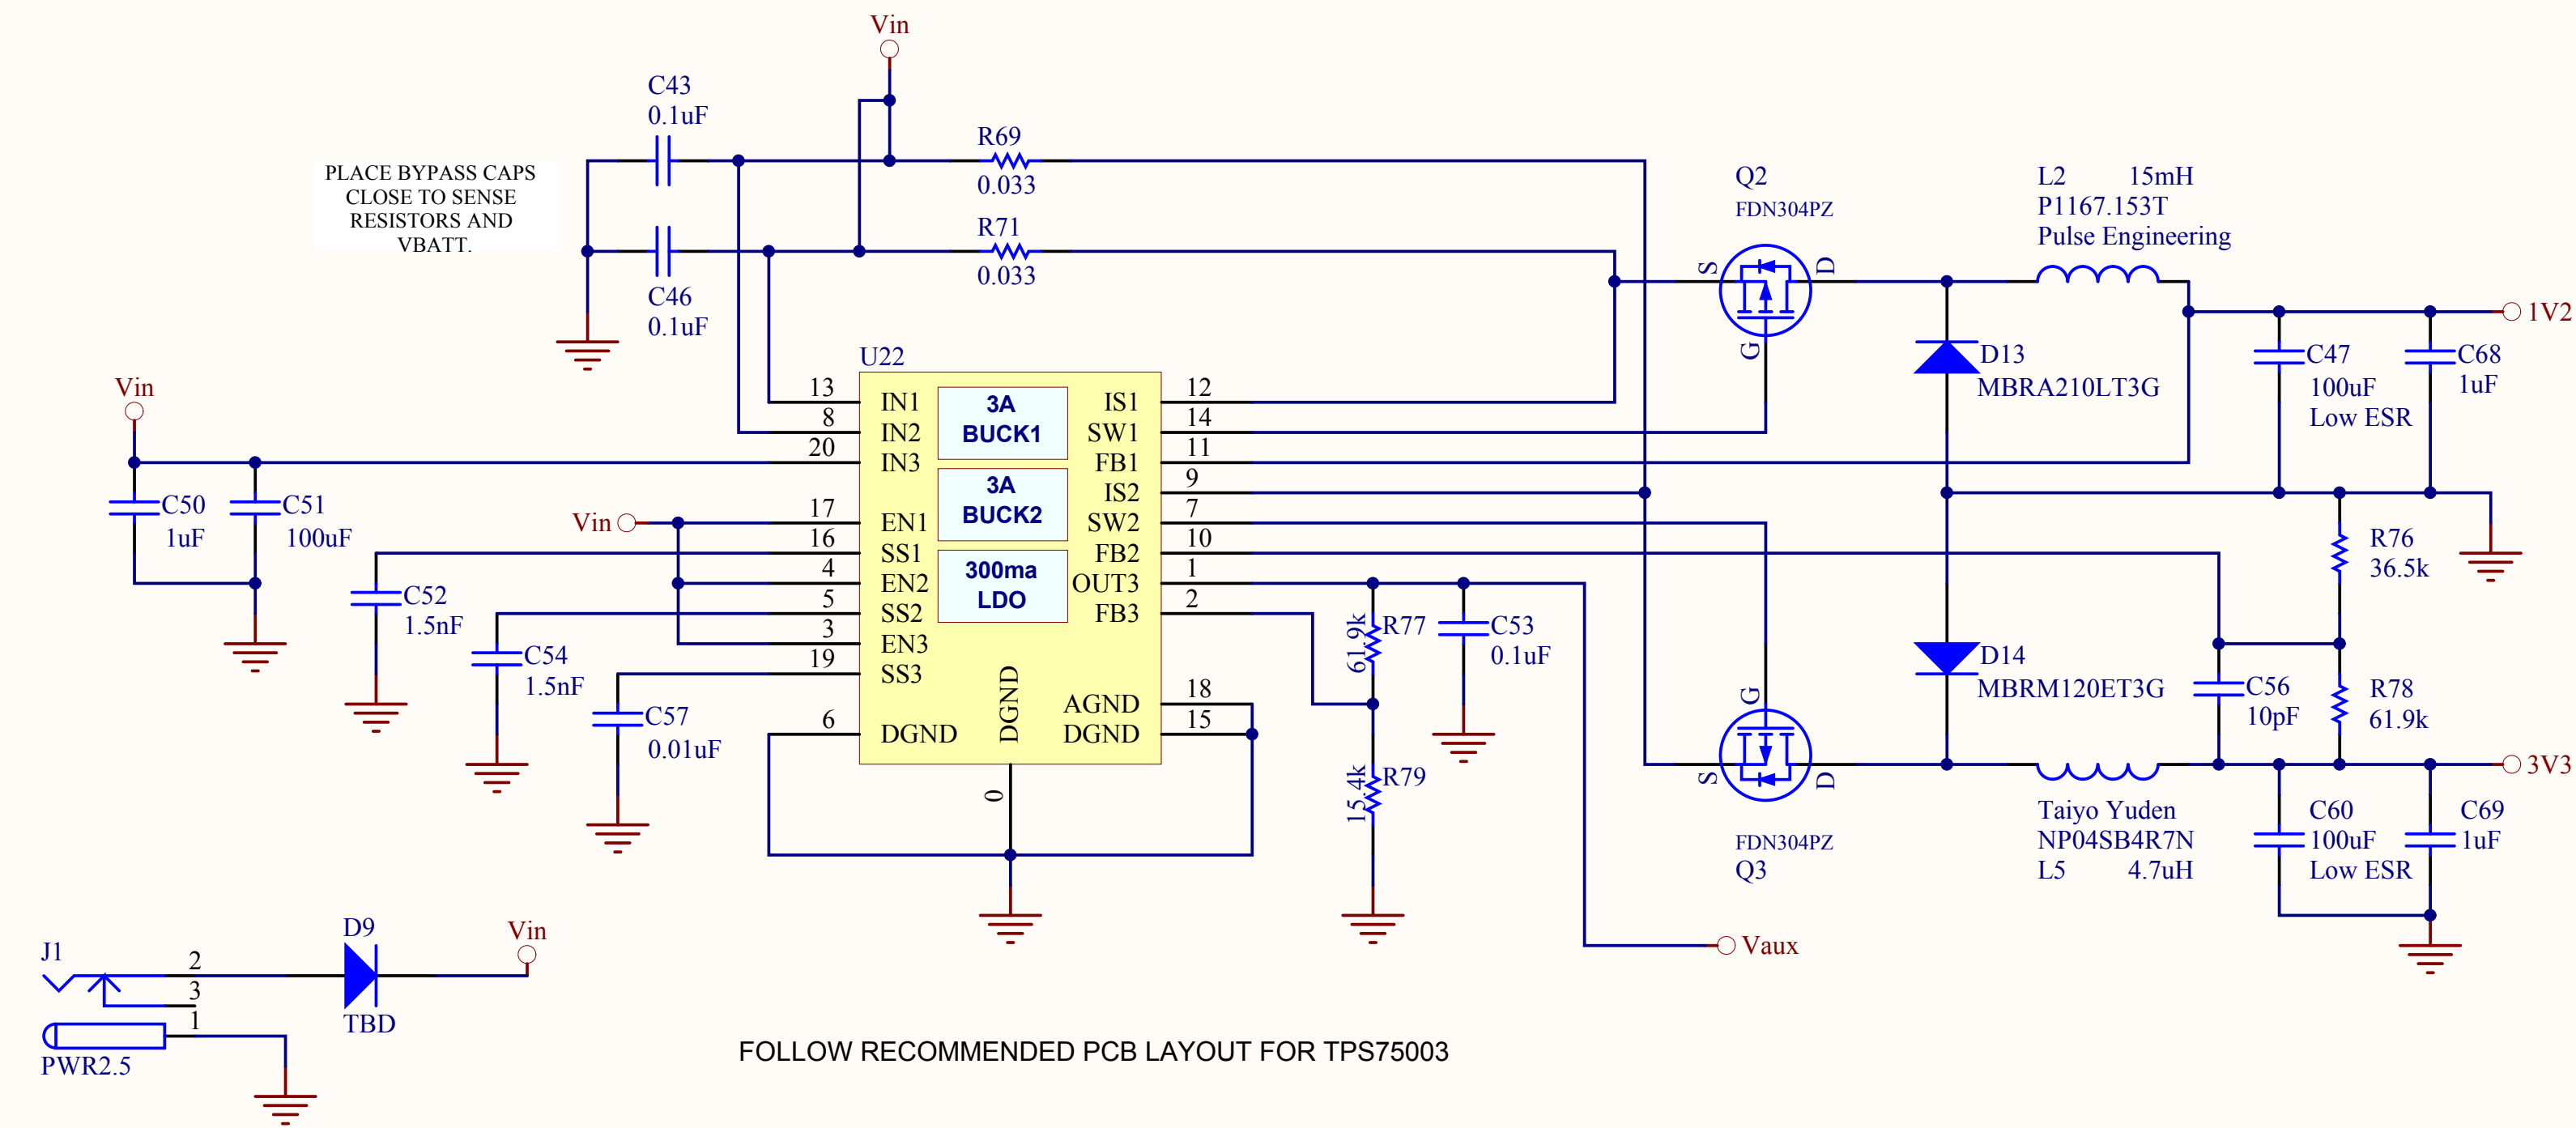 Vin
C43
0.1uF
PLACE BYPASS CAPS
CLOSE TO SENSE
RESISTORS AND
VBATT.
C46
0.1uF
R69
0.033
R71
0.033
Q2
FDN304PZ
S
D
G
L2 15mH
P1167.153T
Pulse Engineering
1V2
D13
MBRA210LT3G
C47
100uF
Low ESR
C68
1uF
Vin
C50
1uF
C51
100uF
Vin
C52
1.5nF
C54
1.5nF
C57
0.01uF
U22
13 IN1
8 IN2
20 IN3
17 EN1
16 SS1
4 EN2
5 SS2
3 EN3
19 SS3
6 DGND
3A
BUCK1
3A
BUCK2
300ma
LDO
DGND
0
IS1 12
SW1 14
FB1 11
IS2 9
SW2 7
FB2 10
OUT3 1
FB3 2
AGND 18
DGND 15
R77
61.9k
C53
0.1uF
R79
15.4k
Vaux
R76
36.5k
D14
MBRM120ET3G
C56
10pF
R78
61.9k
G
S
D
FDN304PZ
Q3
3V3
Taiyo Yuden
NP04SB4R7N
L5 4.7uH
C60
100uF
Low ESR
C69
1uF
J1
2
3
1
PWR2.5
D9
TBD
Vin
FOLLOW RECOMMENDED PCB LAYOUT FOR TPS75003